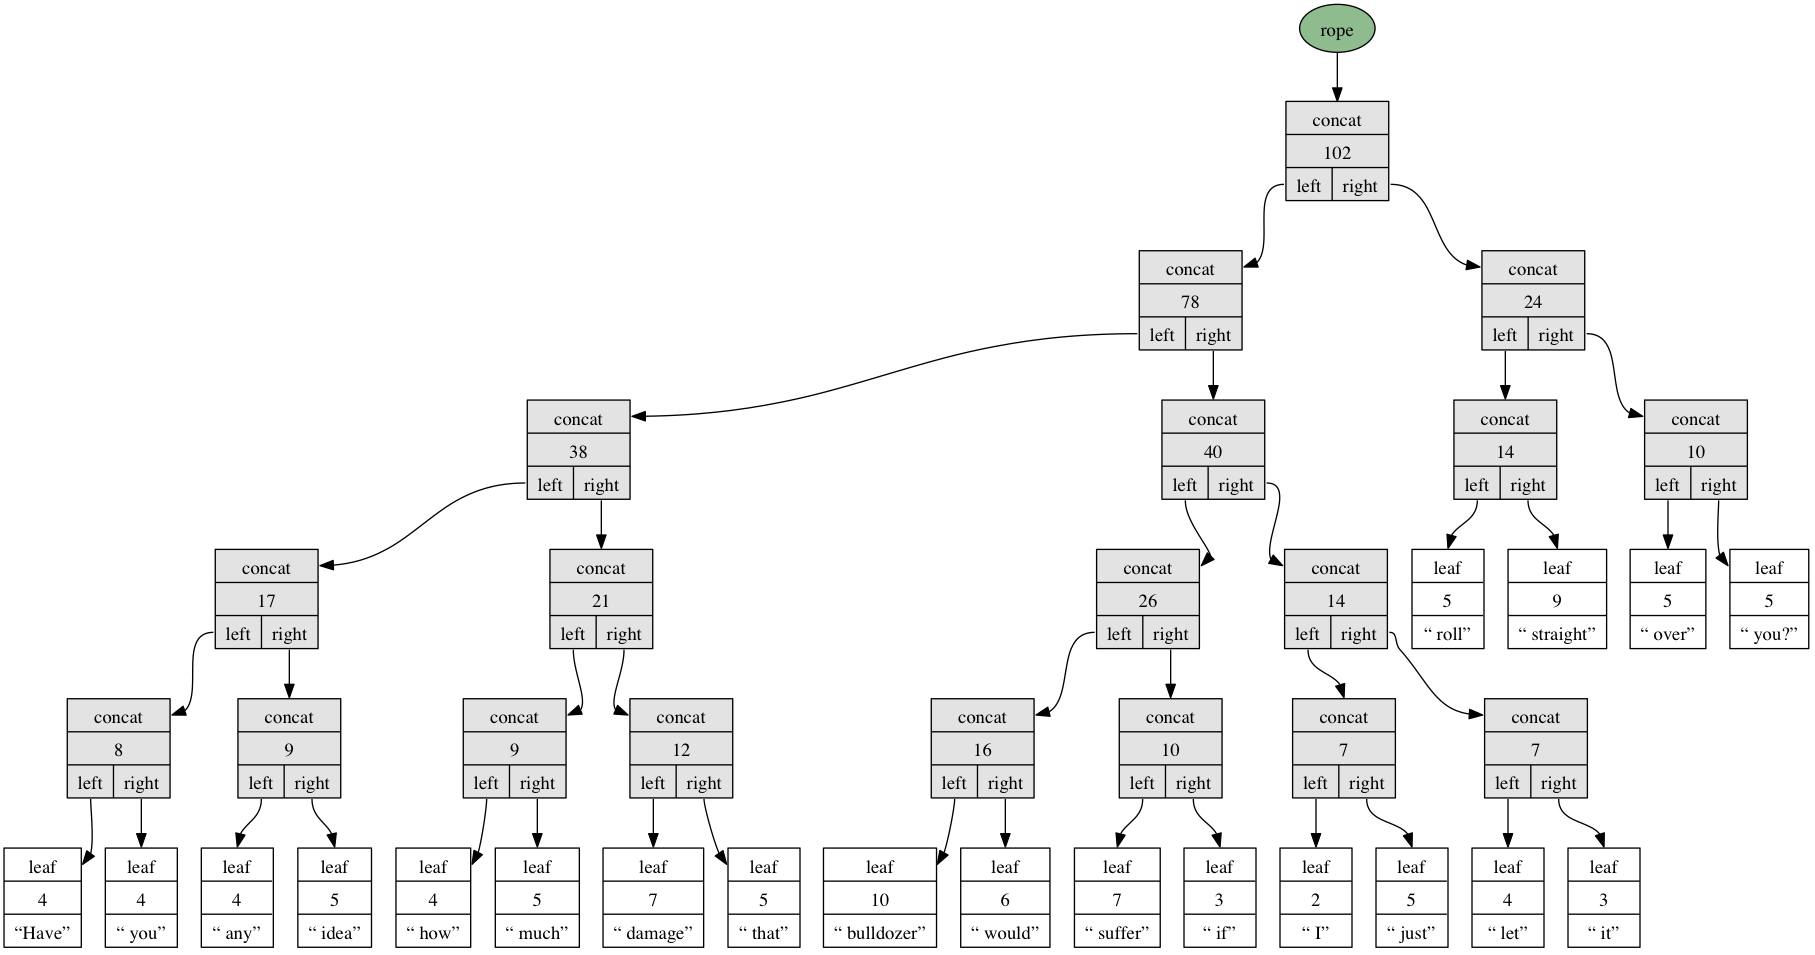 rope
concat
102
left right
concat
78
left right
concat
24
left right
concat
38
left right
concat
40
left right
concat
14
left right
concat
10
left right
concat
17
left right
concat
21
left right
concat
26
left right
concat
14
left right
leaf
5
“ roll”
leaf
9
“ straight”
leaf
5
“ over”
leaf
5
“ you?”
concat
8
left right
concat
9
left right
concat
9
left right
concat
12
left right
concat
16
left right
concat
10
left right
concat
7
left right
concat
7
left right
leaf
4
“Have”
leaf
4
“ you”
leaf
4
“ any”
leaf
5
“ idea”
leaf
4
“ how”
leaf
5
“ much”
leaf
7
“ damage”
leaf
5
“ that”
leaf
10
“ bulldozer”
leaf
6
“ would”
leaf
7
“ suffer”
leaf
3
“ if”
leaf
2
“ I”
leaf
5
“ just”
leaf
4
“ let”
leaf
3
“ it”